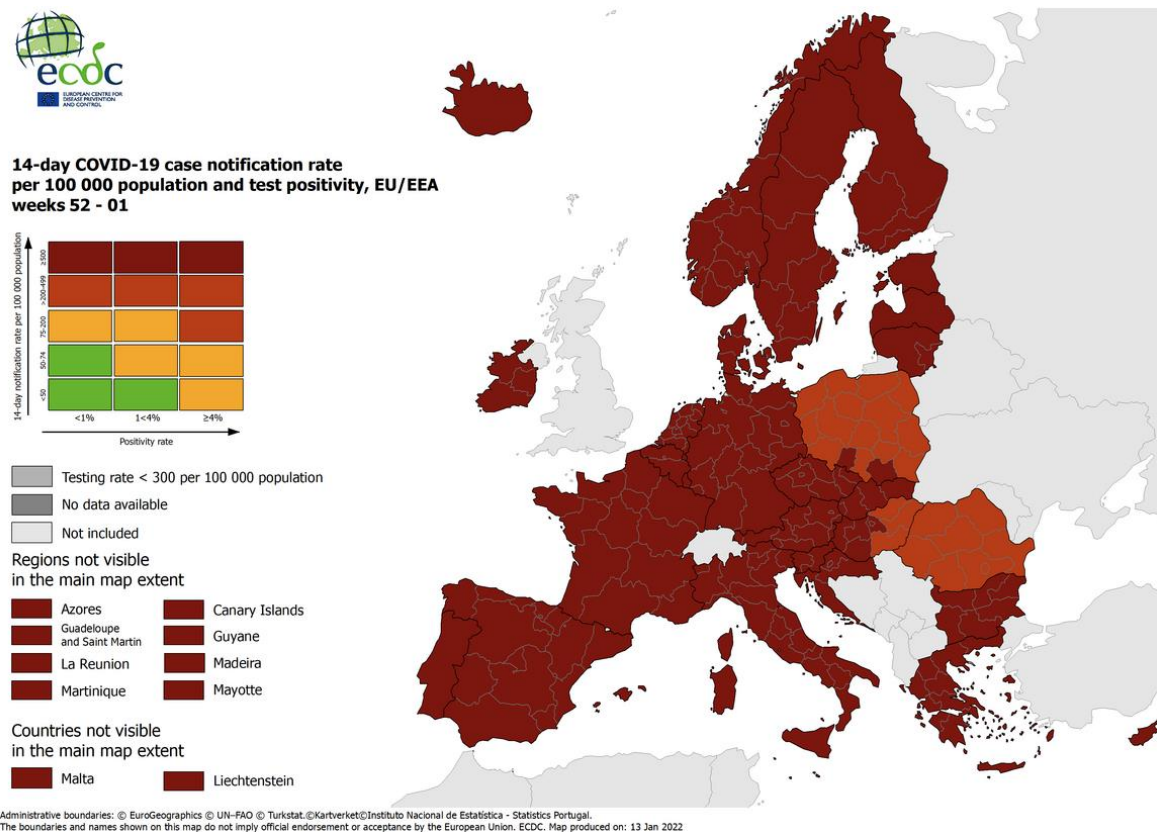 ecdc
EUROPEAN CENTRE FOR
DISEASE PREVENTION
AND CONTROL
14-day COVID-19 case notification rate
per 100 000 population and test positivity, EU/EEA
weeks 52 - 01
14-day notification rate per 100 000 population
≥500
>200-499
75-200
50-74
<50
<1%
1<4%
≥4%
Positivity rate
Testing rate < 300 per 100 000 population
No data available
Not included
Regions not visible
in the main map extent
Azores
Canary Islands
Guadeloupe
and Saint Martin
Guyane
La Reunion
Madeira
Martinique
Mayotte
Countries not visible
in the main map extent
Malta
Liechtenstein
Administrative boundaries: © EuroGeographics © UN–FAO © Turkstat.©Kartverket©Instituto Nacional de Estatística - Statistics Portugal.
The boundaries and names shown on this map do not imply official endorsement or acceptance by the European Union. ECDC. Map produced on: 13 Jan 2022